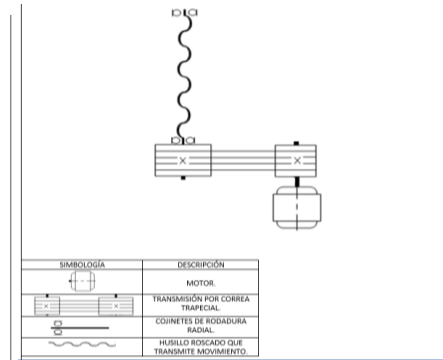 SIMBOLOGÍA DESCRIPCIÓN
MOTOR.
TRANSMISIÓN POR CORREA
TRAPECIAL.
COJINETES DE RODADURA
RADIAL.
HUSILLO ROSCADO QUE
TRANSMITE MOVIMIENTO.